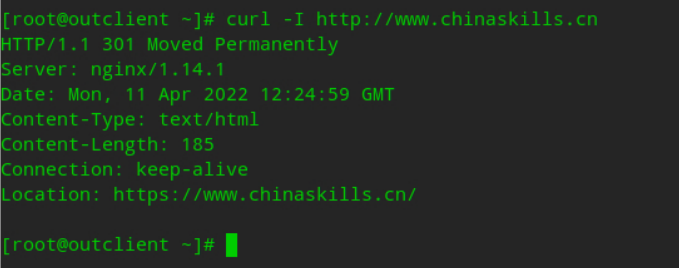 [root@outclient ~]# curl -I http://www.chinaskills.cn
HTTP/1.1 301 Moved Permanently
Server: nginx/1.14.1
Date: Mon, 11 Apr 2022 12:24:59 GMT
Content-Type: text/html
Content-Length: 185
Connection: keep-alive
Location: https://www.chinaskills.cn/
[root@outclient ~]#